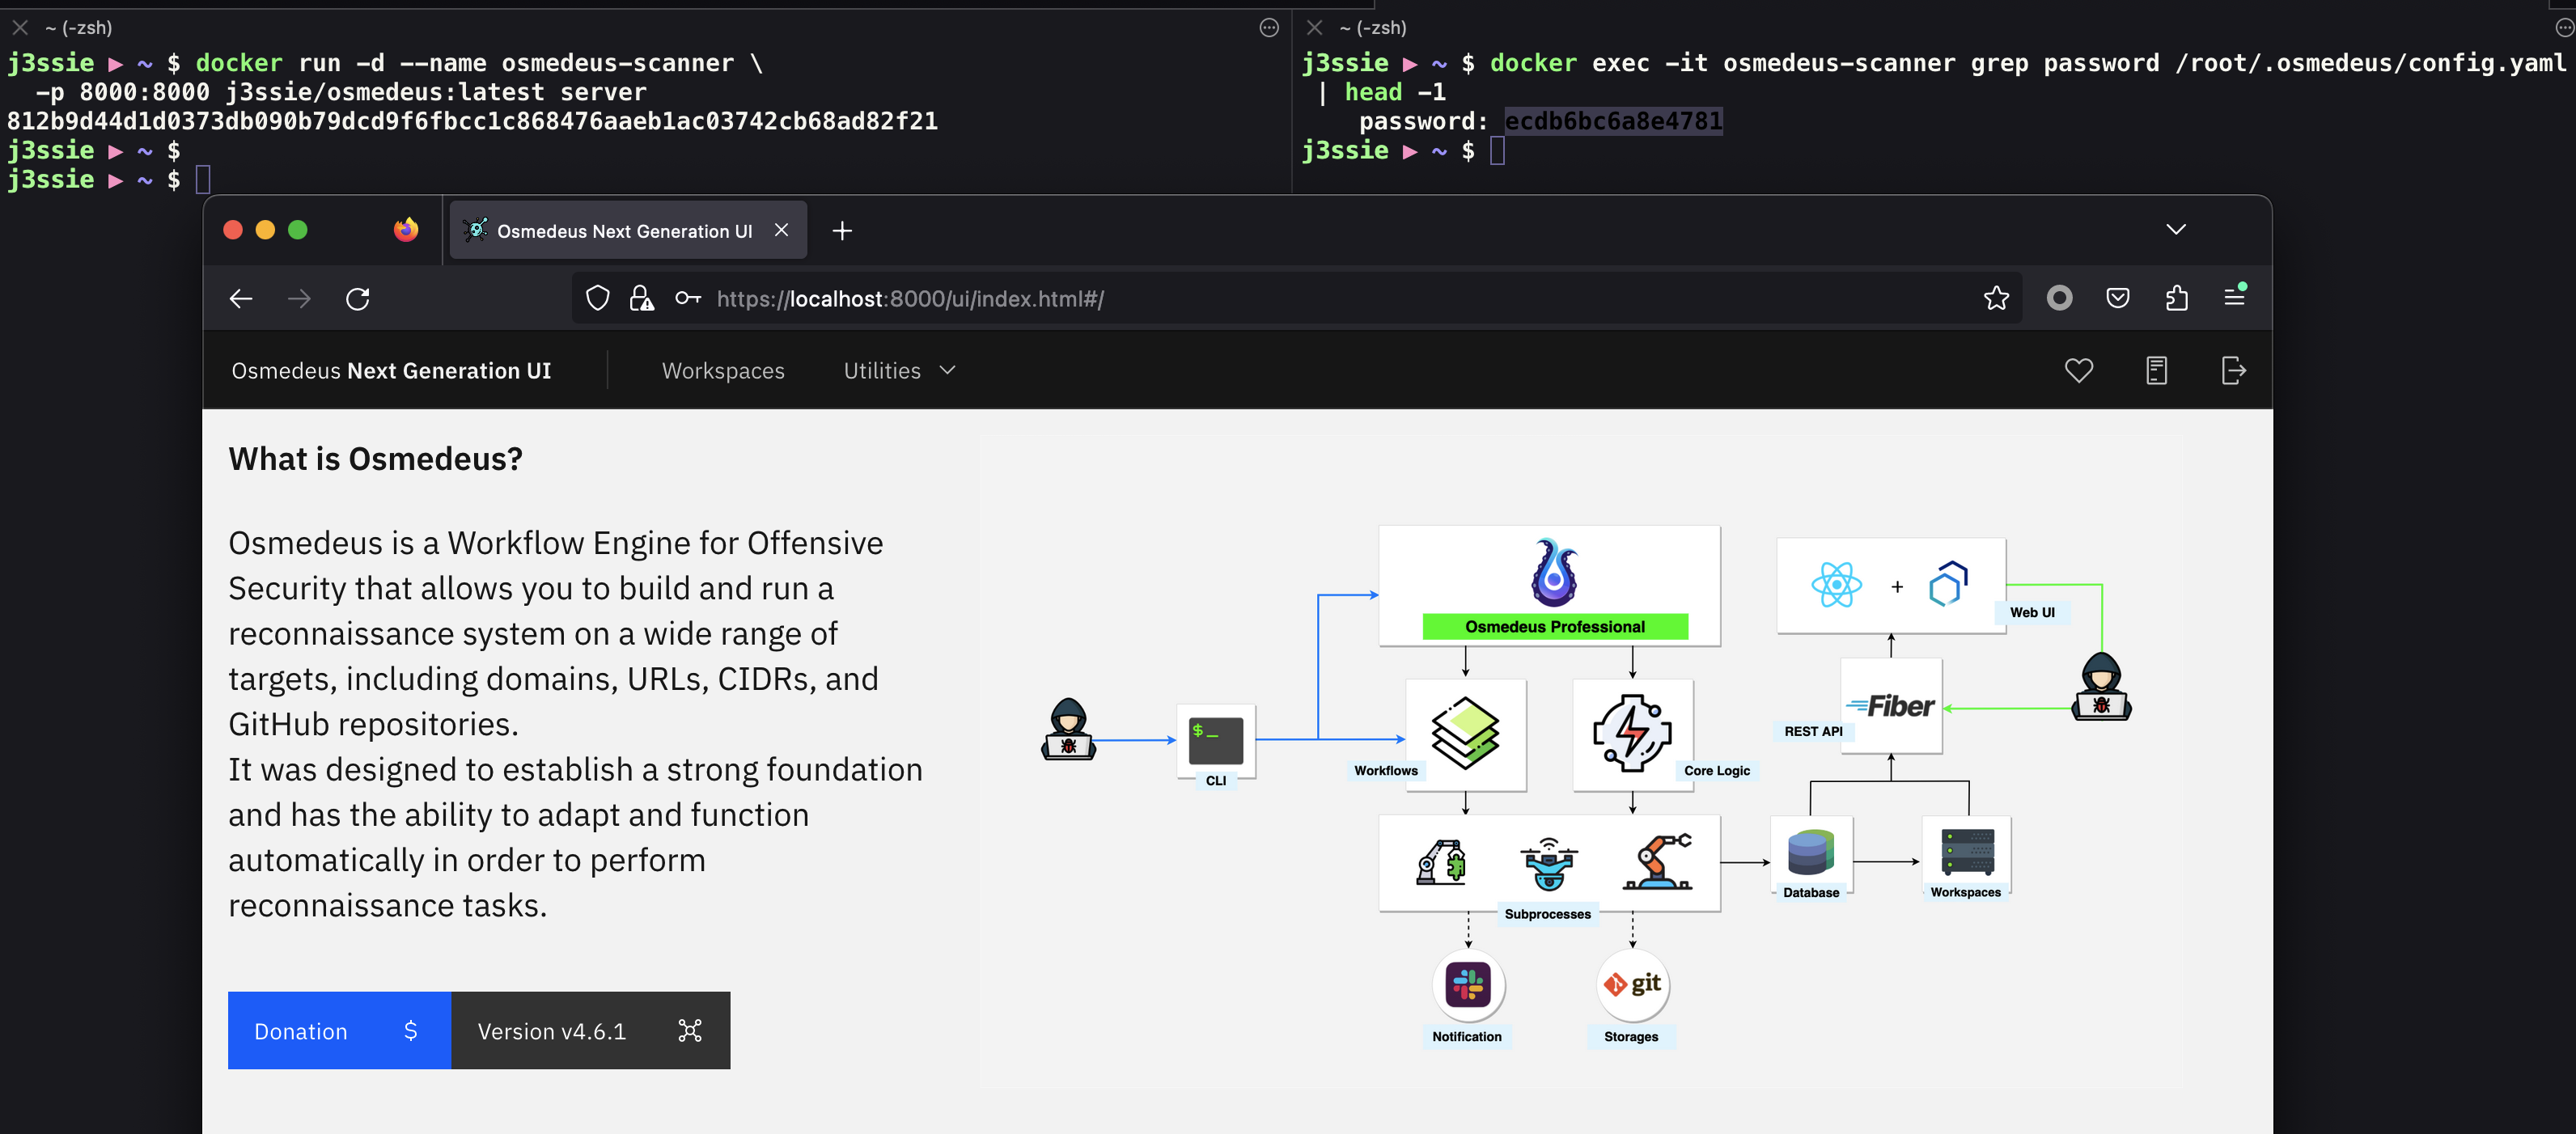 ~ (-zsh)
j3ssie ▶ ~ $ docker run -d --name osmedeus-scanner \
-p 8000:8000 j3ssie/osmedeus:latest server
812b9d44d1d0373db090b79dcd9f6fbcc1c868476aaeb1ac03742cb68ad82f21
j3ssie ▶ ~ $
j3ssie ▶ ~ $
~ (-zsh)
j3ssie ▶ ~ $ docker exec -it osmedeus-scanner grep password /root/.osmedeus/config.yaml
| head -1
password: ecdb6bc6a8e4781
j3ssie ▶ ~ $
Osmedeus Next Generation UI
https://localhost:8000/ui/index.html#/
Osmedeus Next Generation UI
Workspaces
Utilities
What is Osmedeus?
Osmedeus is a Workflow Engine for Offensive
Security that allows you to build and run a
reconnaissance system on a wide range of
targets, including domains, URLs, CIDRs, and
GitHub repositories.
It was designed to establish a strong foundation
and has the ability to adapt and function
automatically in order to perform
reconnaissance tasks.
Donation $
Version v4.6.1
Osmedeus Professional
+
Web UI
$ _
CLI
Workflows
Core Logic
Fiber
REST API
Subprocesses
Database
Workspaces
git
Notification
Storages